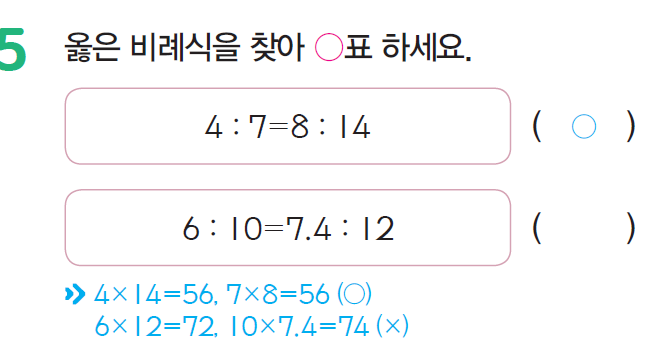 5 옳은 비례식을 찾아 ○표 하세요.
4 : 7=8 : 14 ( ○ )
6 : 10=7.4 : 12 ( )
» 4×14=56, 7×8=56 (○)
6×12=72, 10×7.4=74 (×)